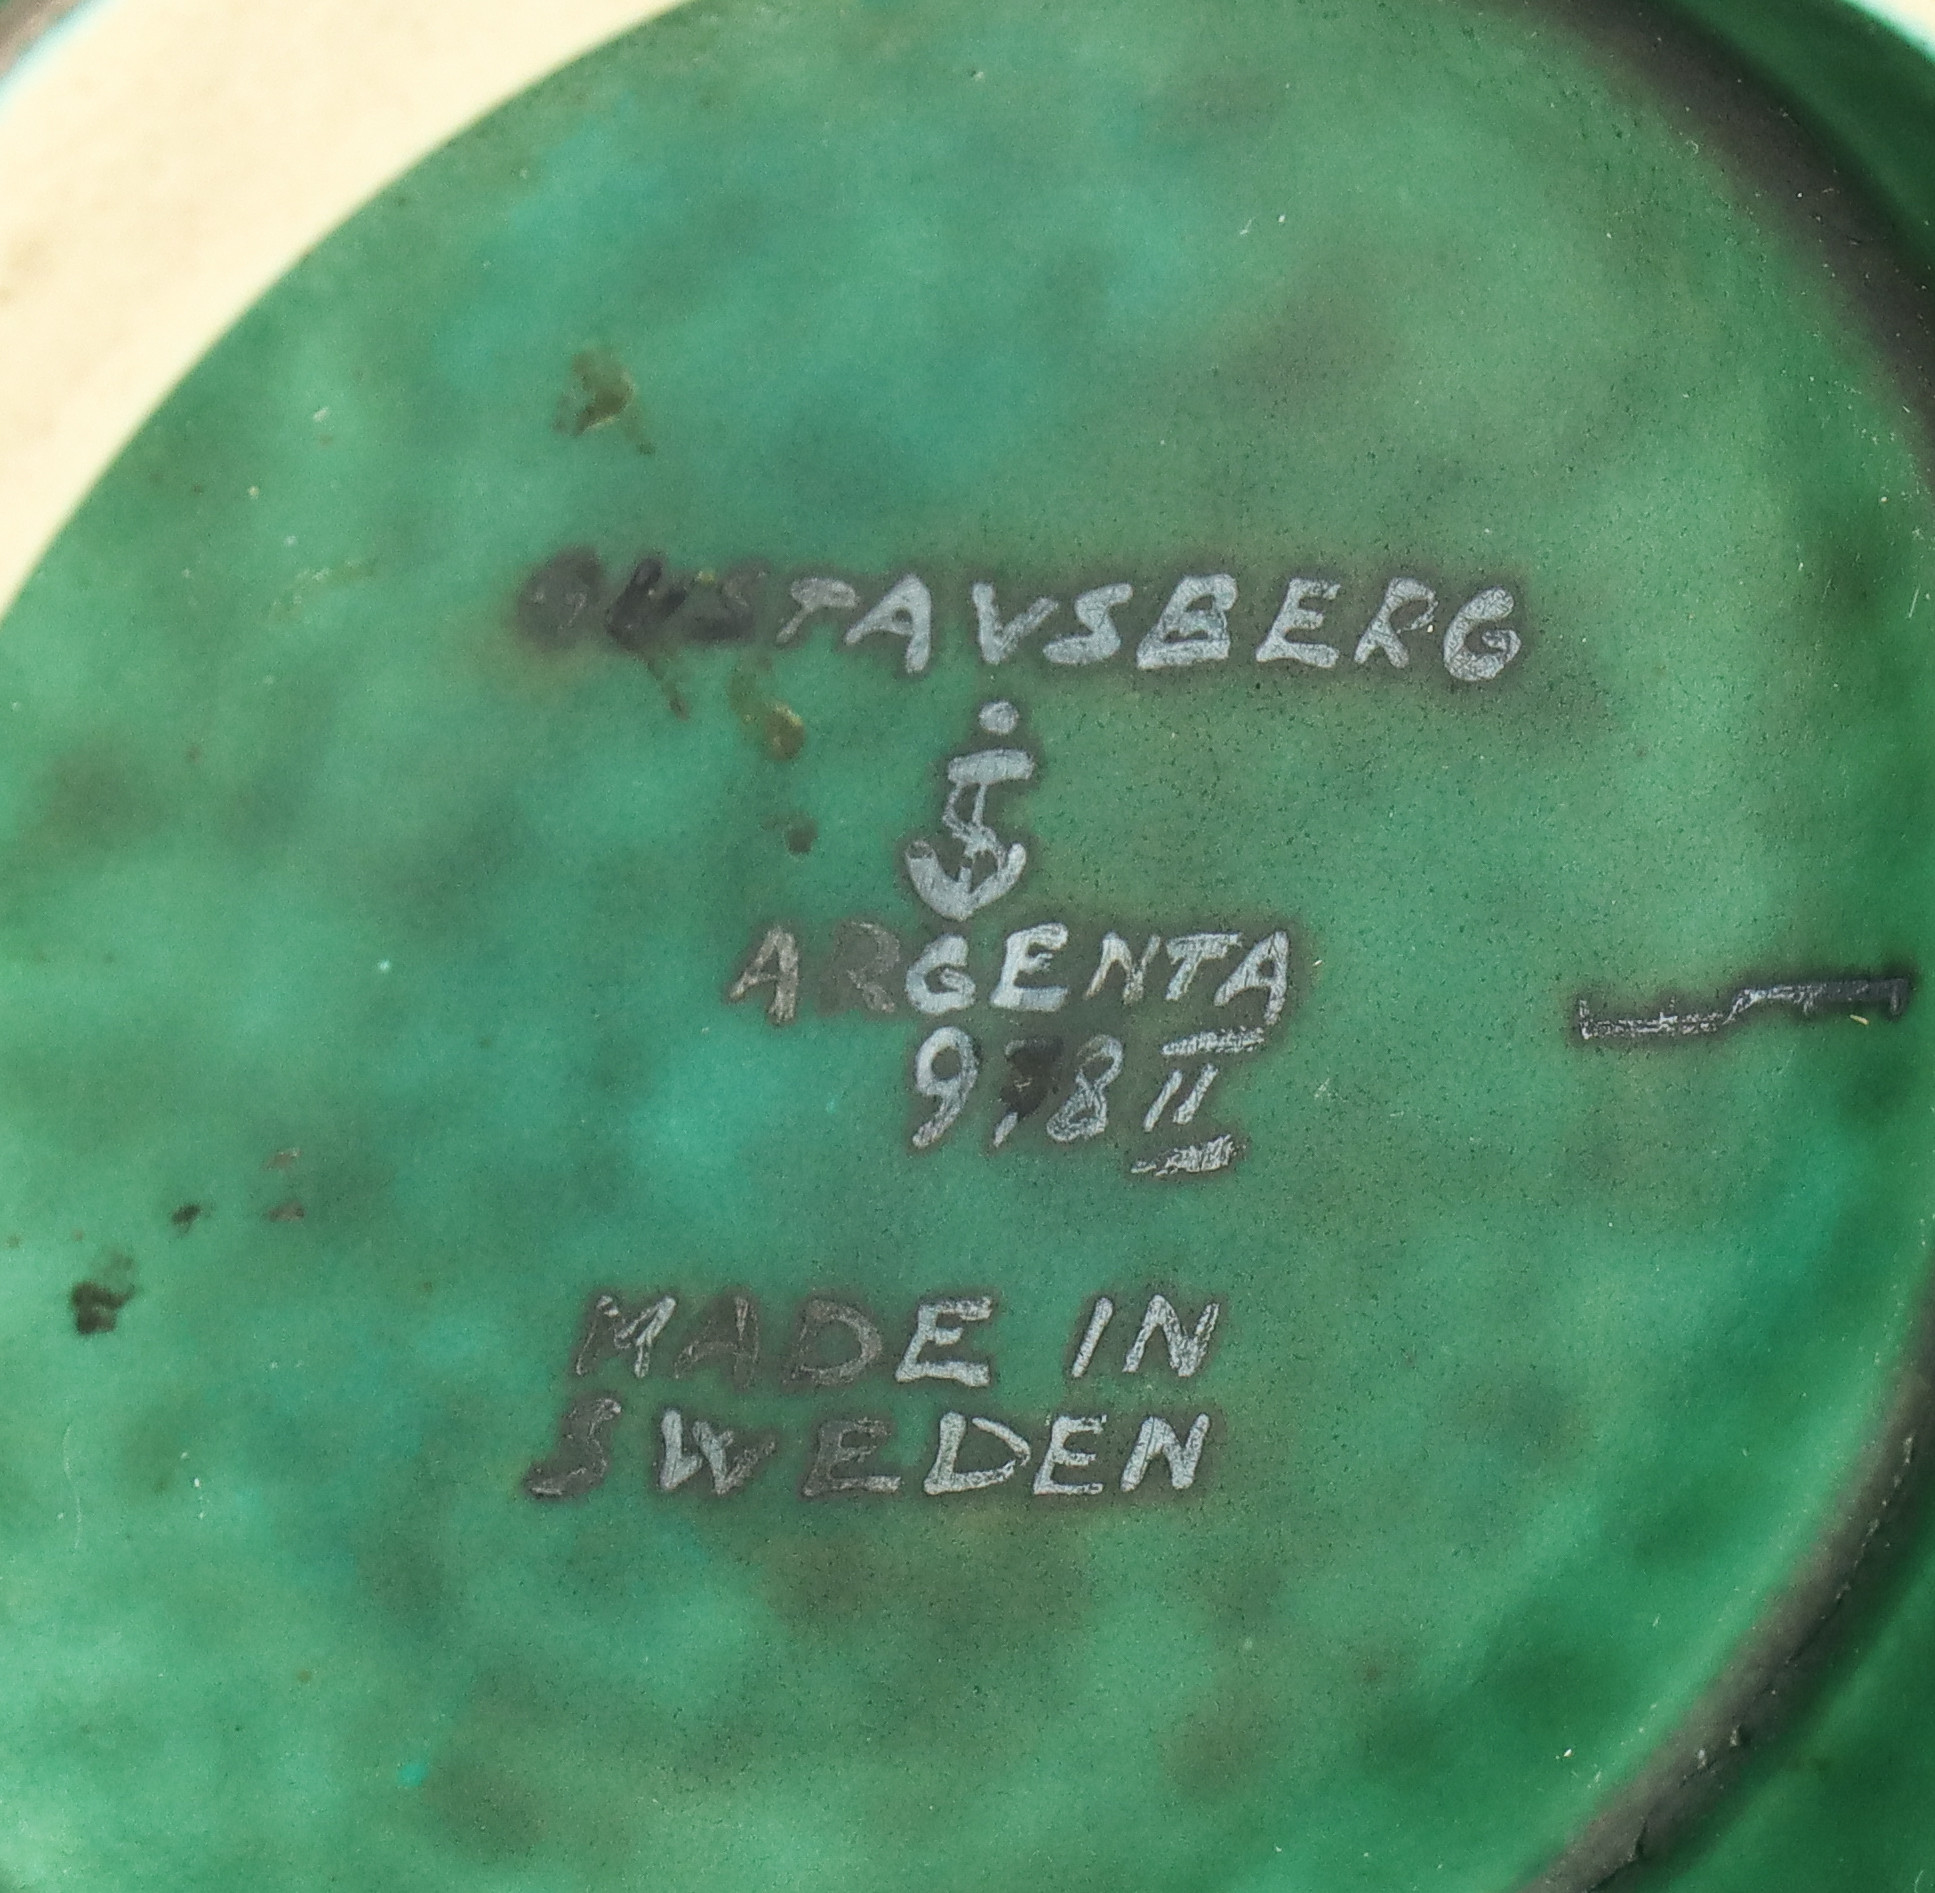 GUSTAVSBERG
ARGENTA
978 II
MADE IN
SWEDEN